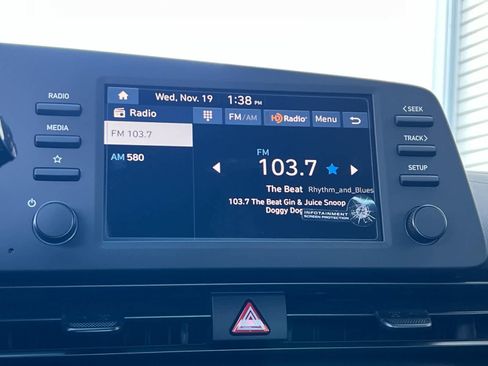 RADIO
MEDIA
Wed, Nov. 19 1:38 PM
Radio FM/AM HD Radio Menu
FM 103.7
AM 580
FM
103.7
The Beat Rhythm_and_Blues
103.7 The Beat Gin & Juice Snoop
Doggy Dog
INFOTAINMENT
SCREEN PROTECTION
<SEEK
TRACK>
SETUP